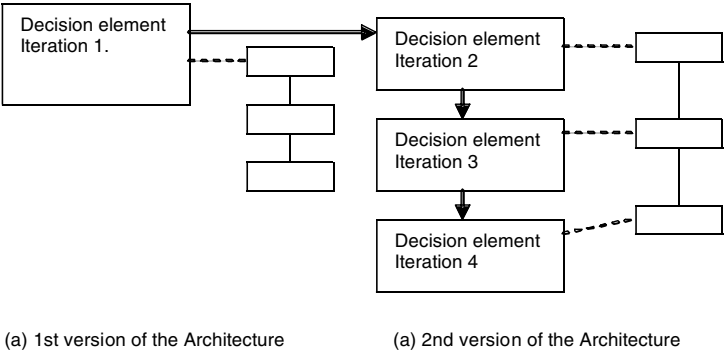 Decision element
Iteration 1.
Decision element
Iteration 2
Decision element
Iteration 3
Decision element
Iteration 4
(a) 1st version of the Architecture
(a) 2nd version of the Architecture